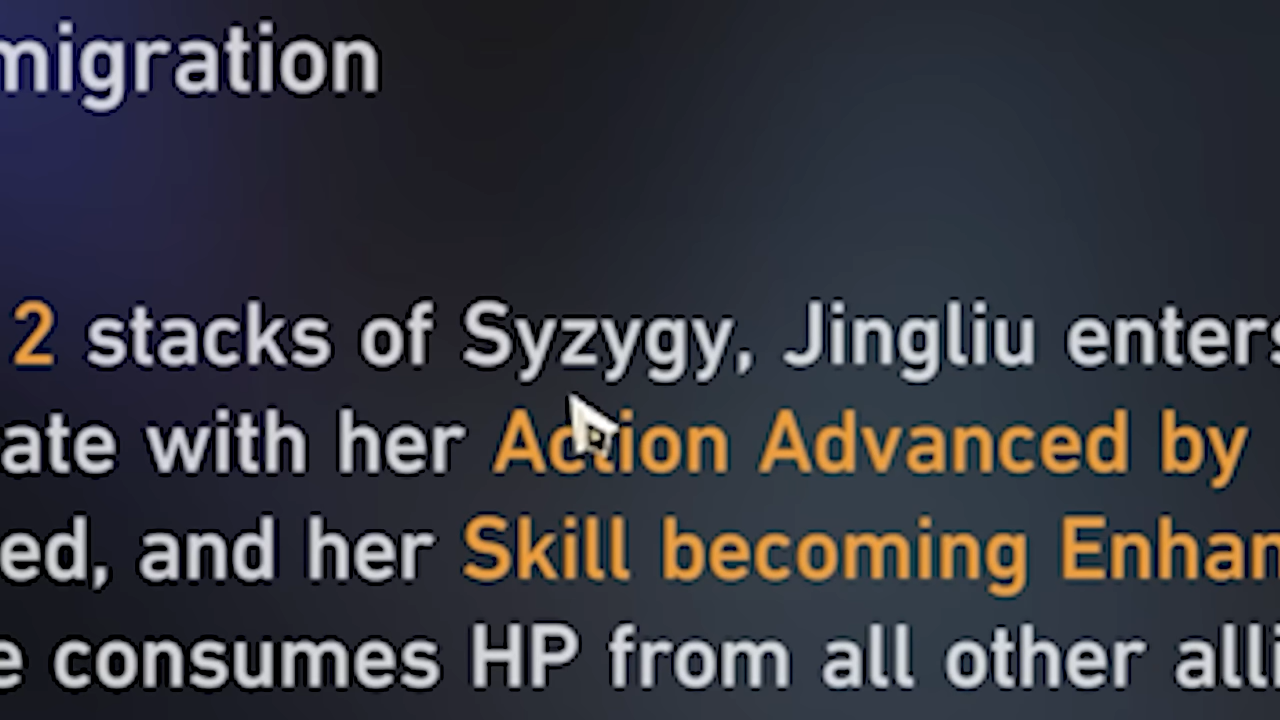 migration
2 stacks of Syzygy, Jingliu enters
ate with her Action Advanced by
ed, and her Skill becoming Enhan
e consumes HP from all other alli